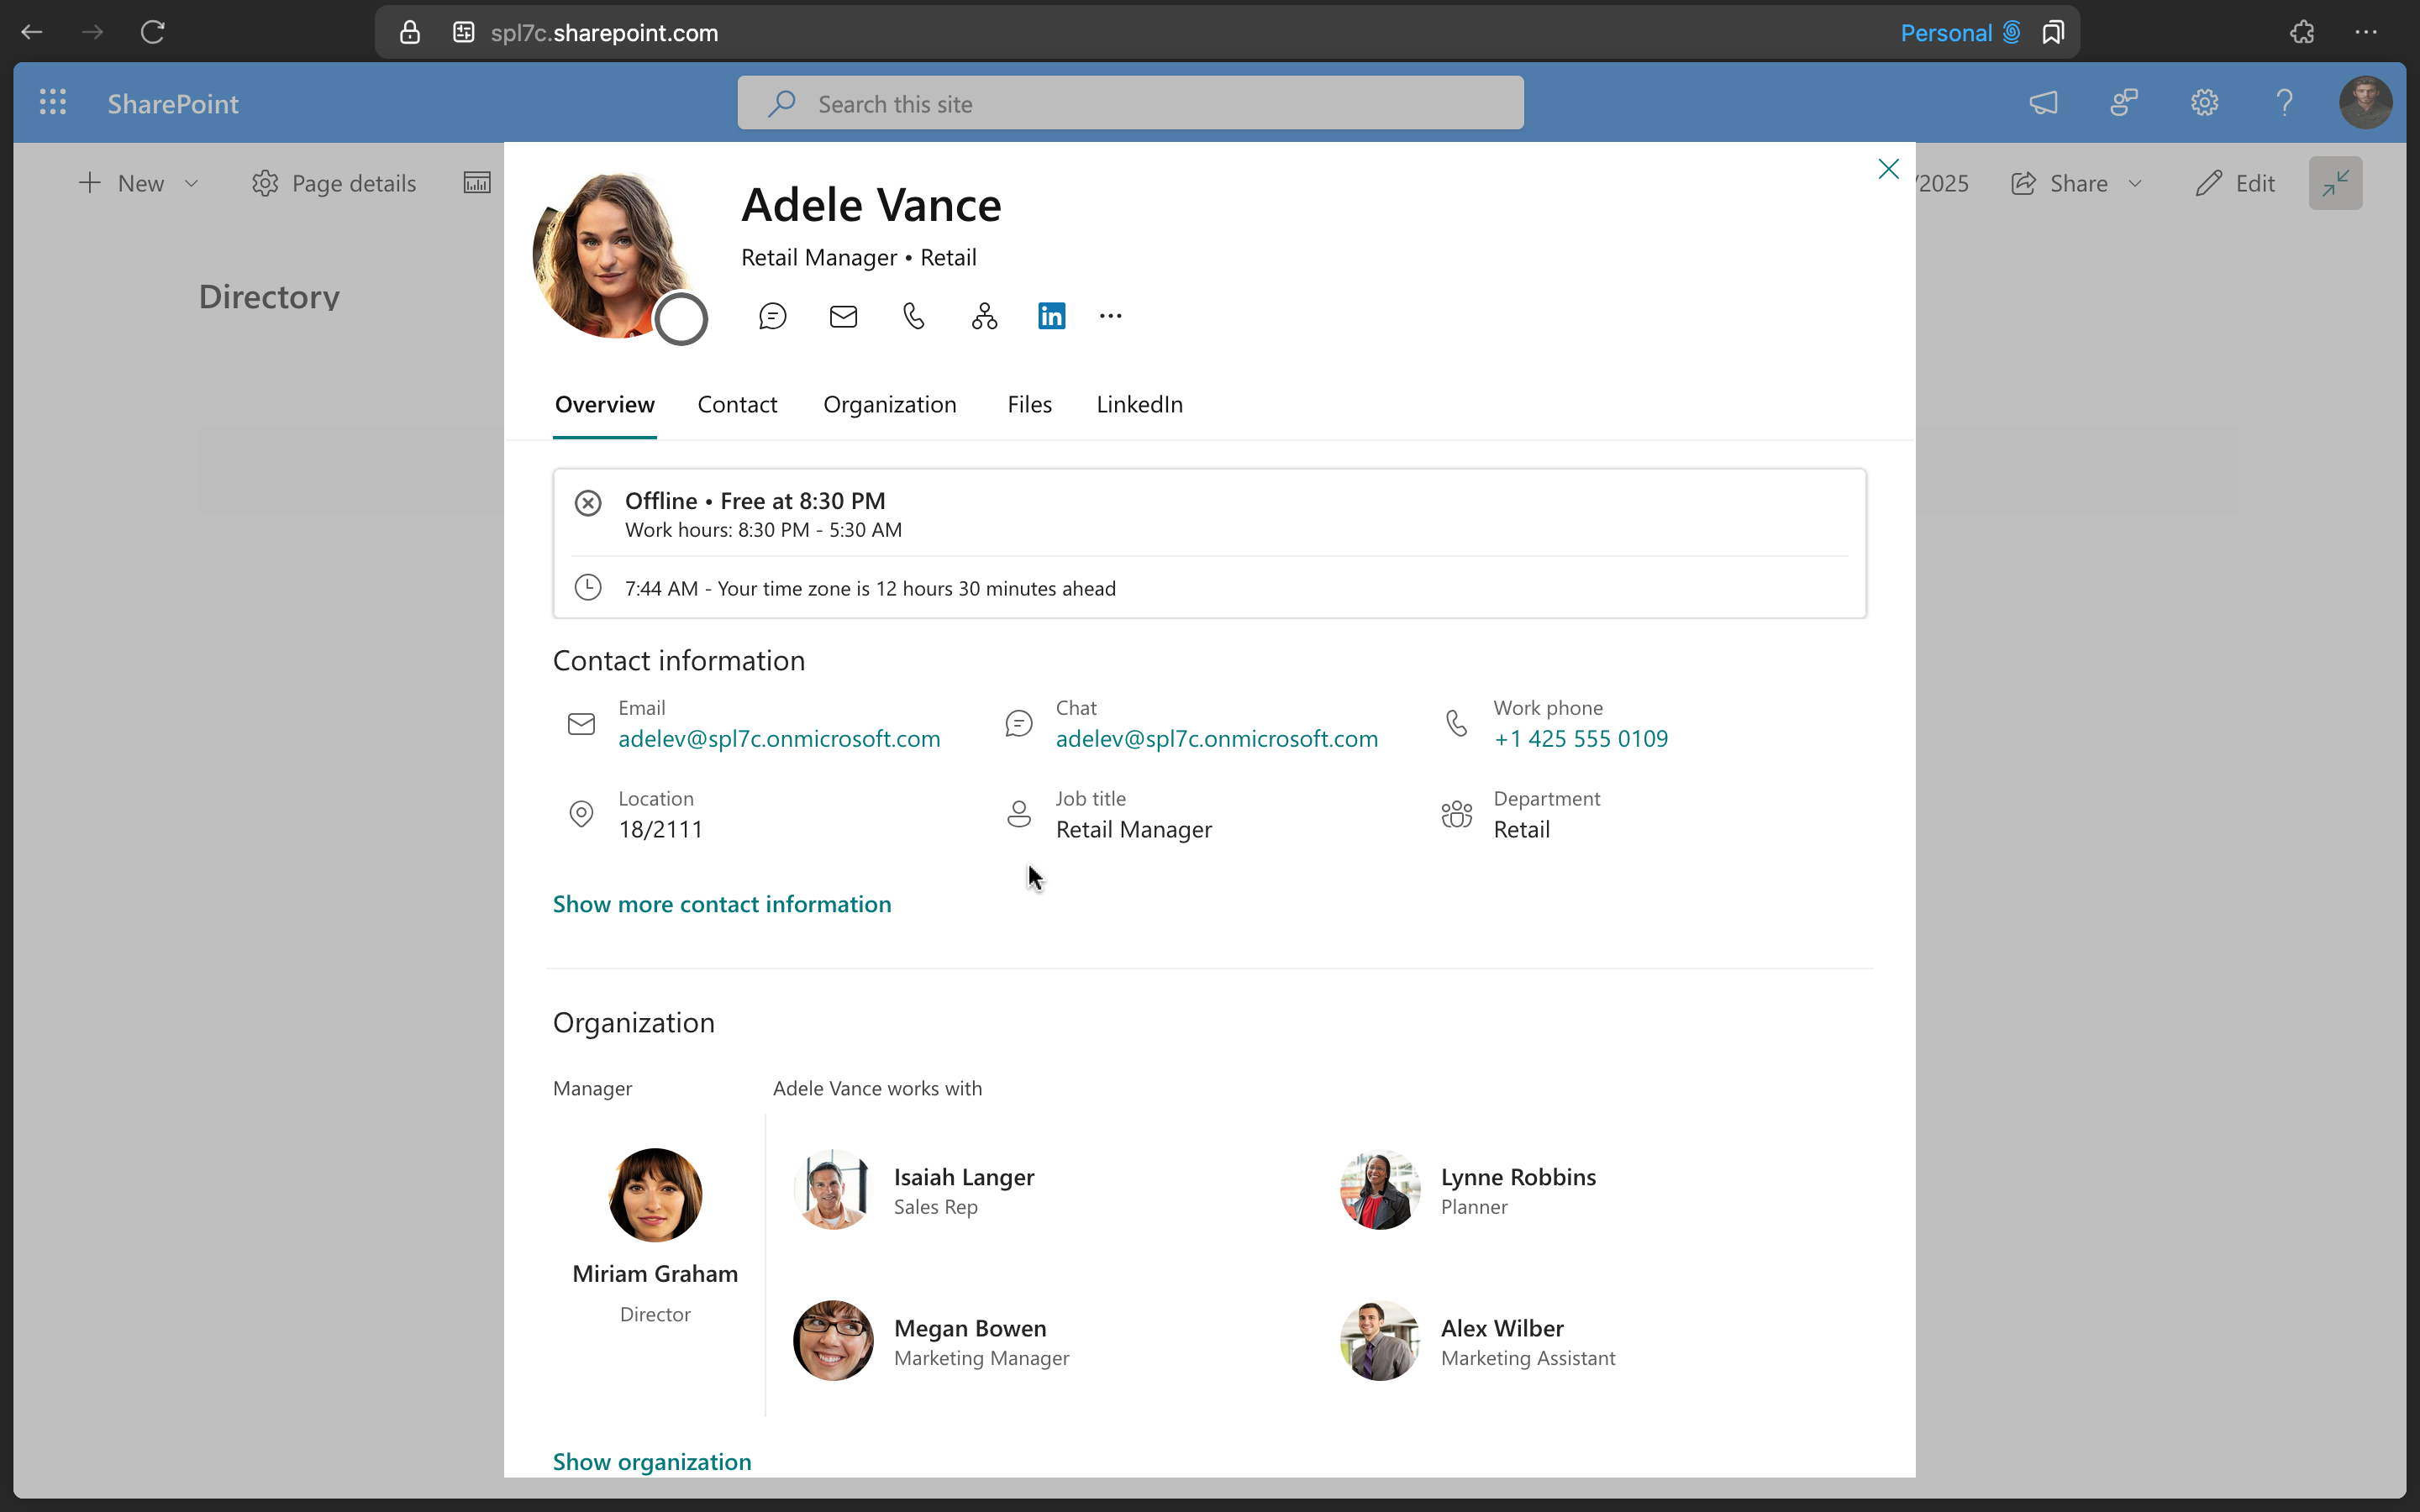 spl7c.sharepoint.com
Personal
SharePoint
Search this site
New
Page details
/2025
Share
Edit
Directory
Adele Vance
Retail Manager • Retail
in
Overview
Contact
Organization
Files
LinkedIn
Offline • Free at 8:30 PM
Work hours: 8:30 PM - 5:30 AM
7:44 AM - Your time zone is 12 hours 30 minutes ahead
Contact information
Email
adelev@spl7c.onmicrosoft.com
Chat
adelev@spl7c.onmicrosoft.com
Work phone
+1 425 555 0109
Location
18/2111
Job title
Retail Manager
Department
Retail
Show more contact information
Organization
Manager
Adele Vance works with
Miriam Graham
Director
Isaiah Langer
Sales Rep
Lynne Robbins
Planner
Megan Bowen
Marketing Manager
Alex Wilber
Marketing Assistant
Show organization